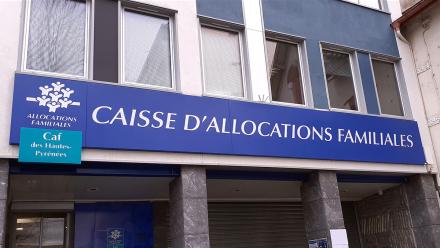 ALLOCATIONS
FAMILIALES
Caf
des Hautes-
Pyrénées
CAISSE D'ALLOCATIONS FAMILIALES